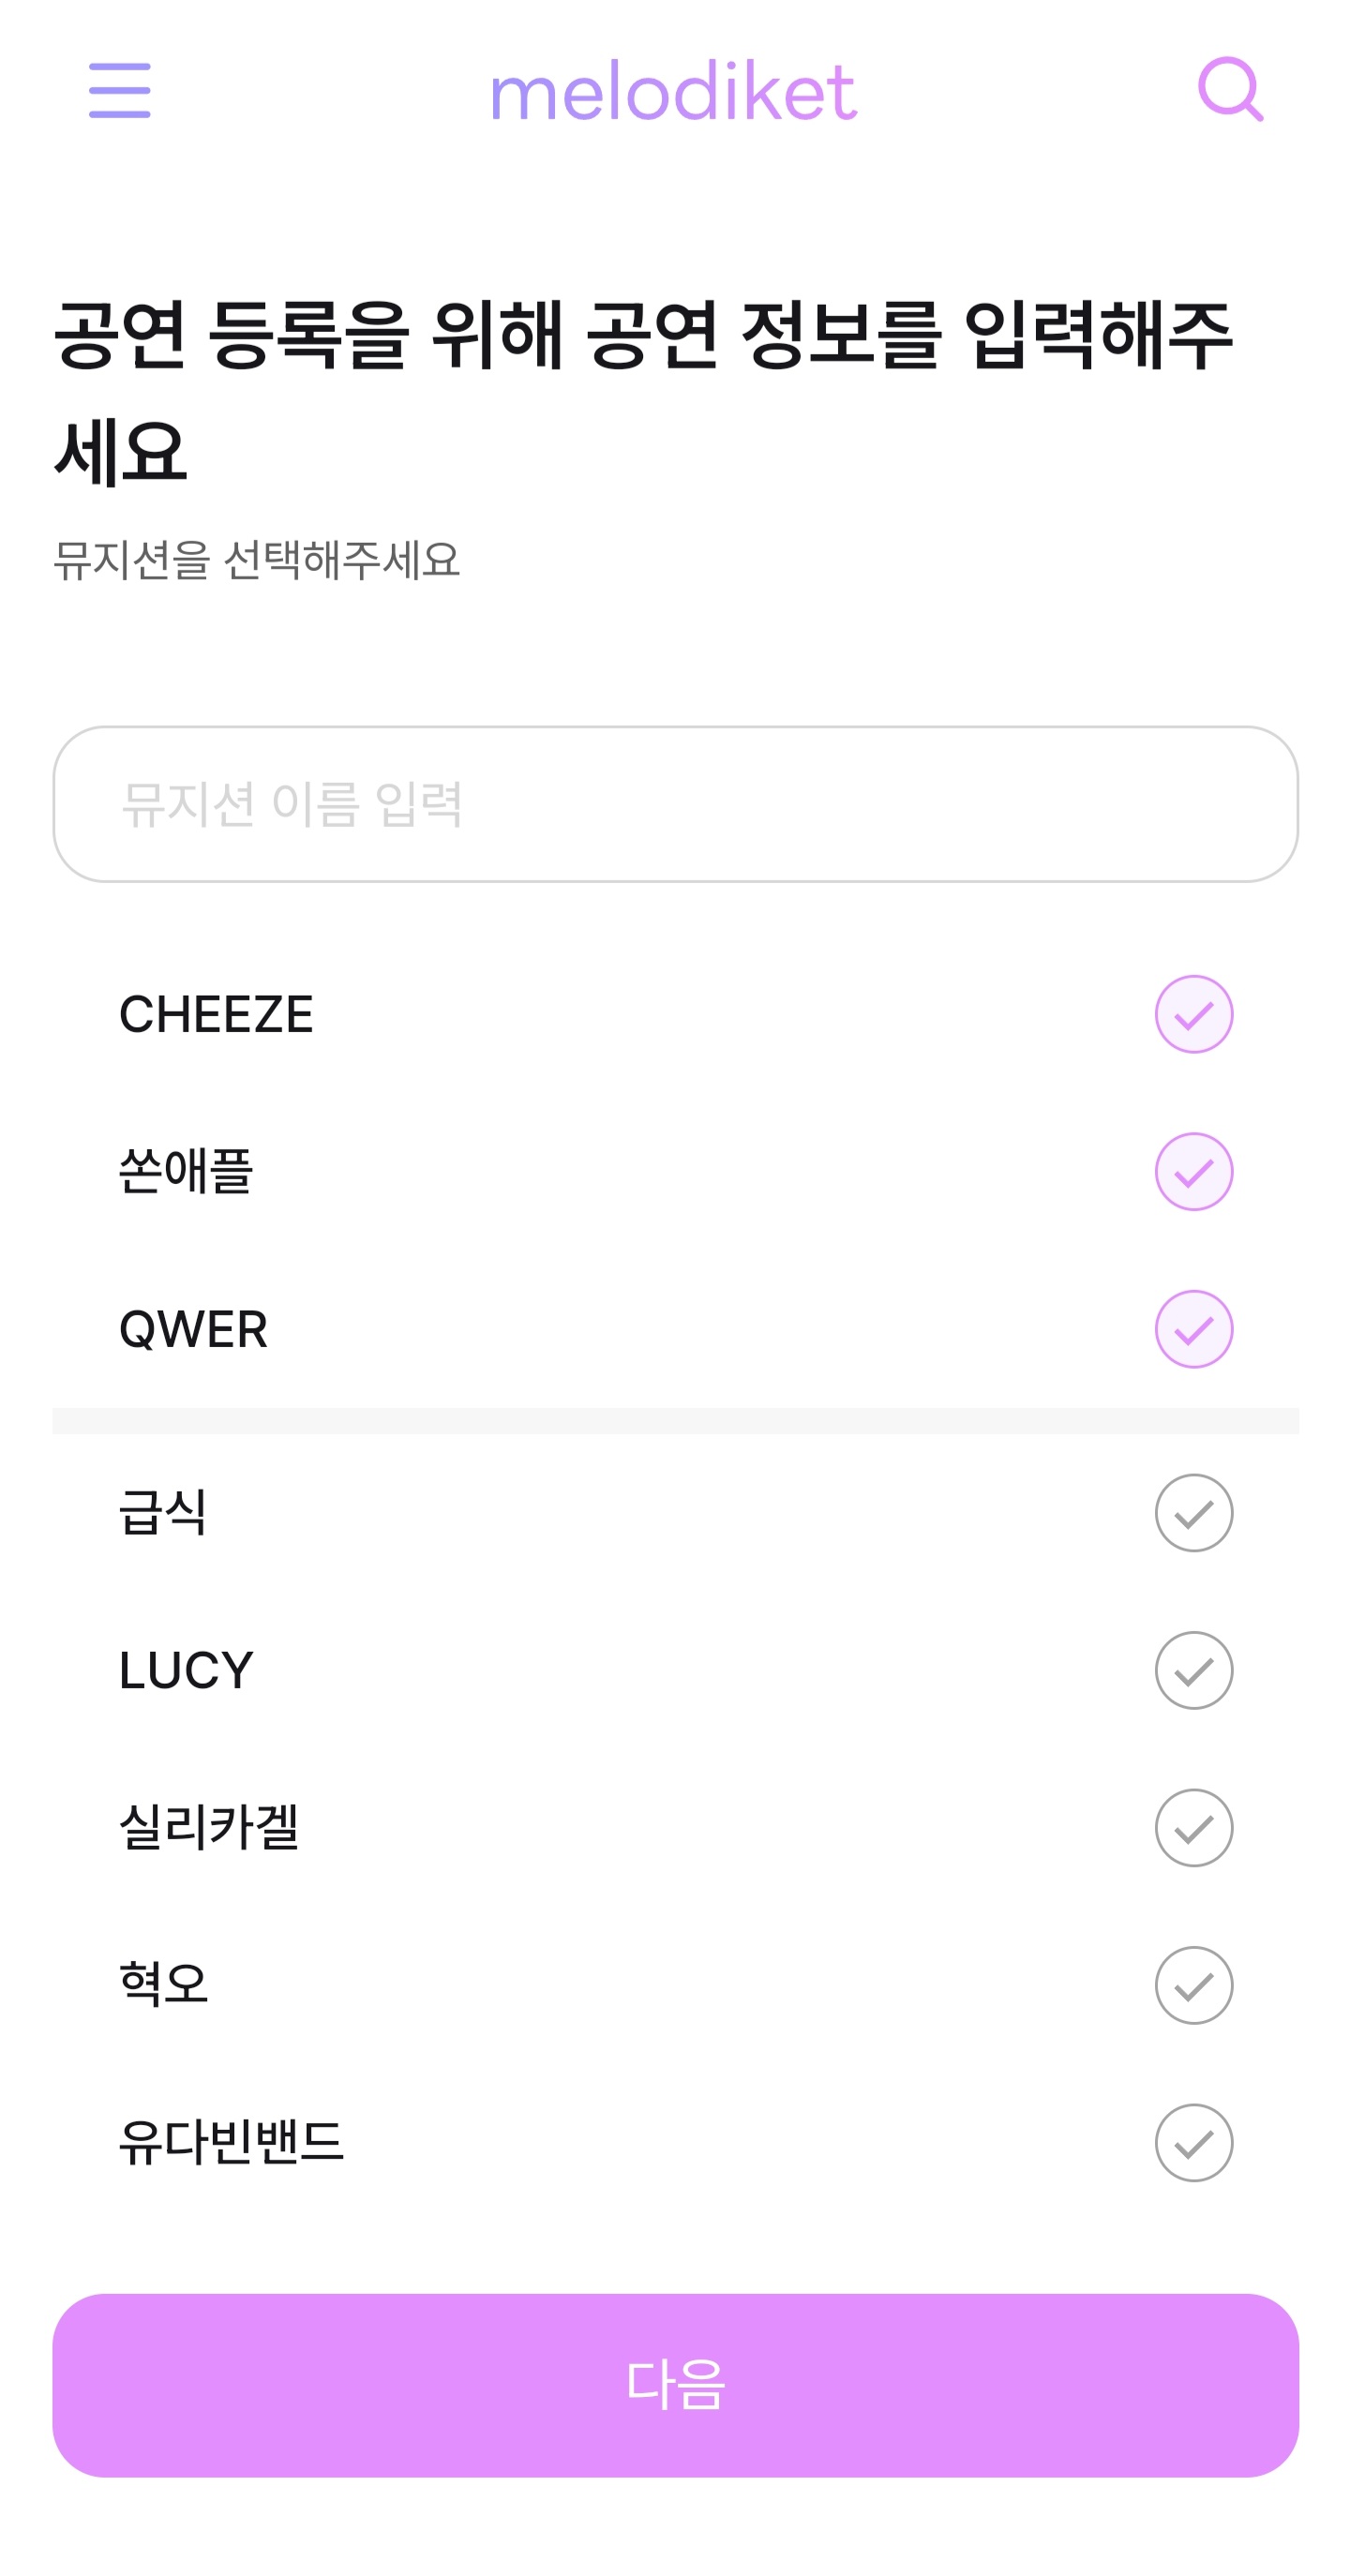 melodiket
공연 등록을 위해 공연 정보를 입력해주
세요
뮤지션을 선택해주세요
뮤지션 이름 입력
CHEEZE
쏜애플
QWER
급식
LUCY
실리카겔
혁오
유다빈밴드
다음